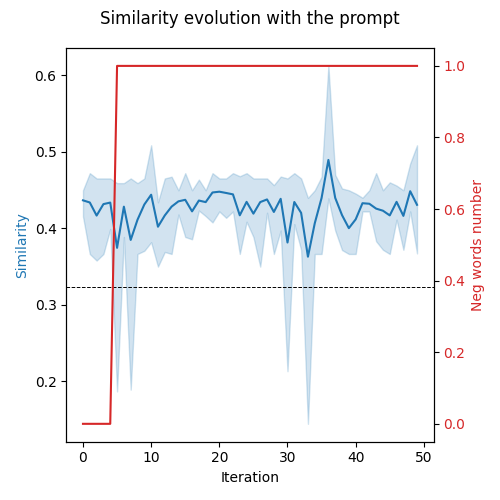 Similarity evolution with the prompt
0.6
0.5
0.4
0.3
0.2
Similarity
1.0
0.8
0.6
0.4
0.2
0.0
Neg words number
0 10 20 30 40 50
Iteration